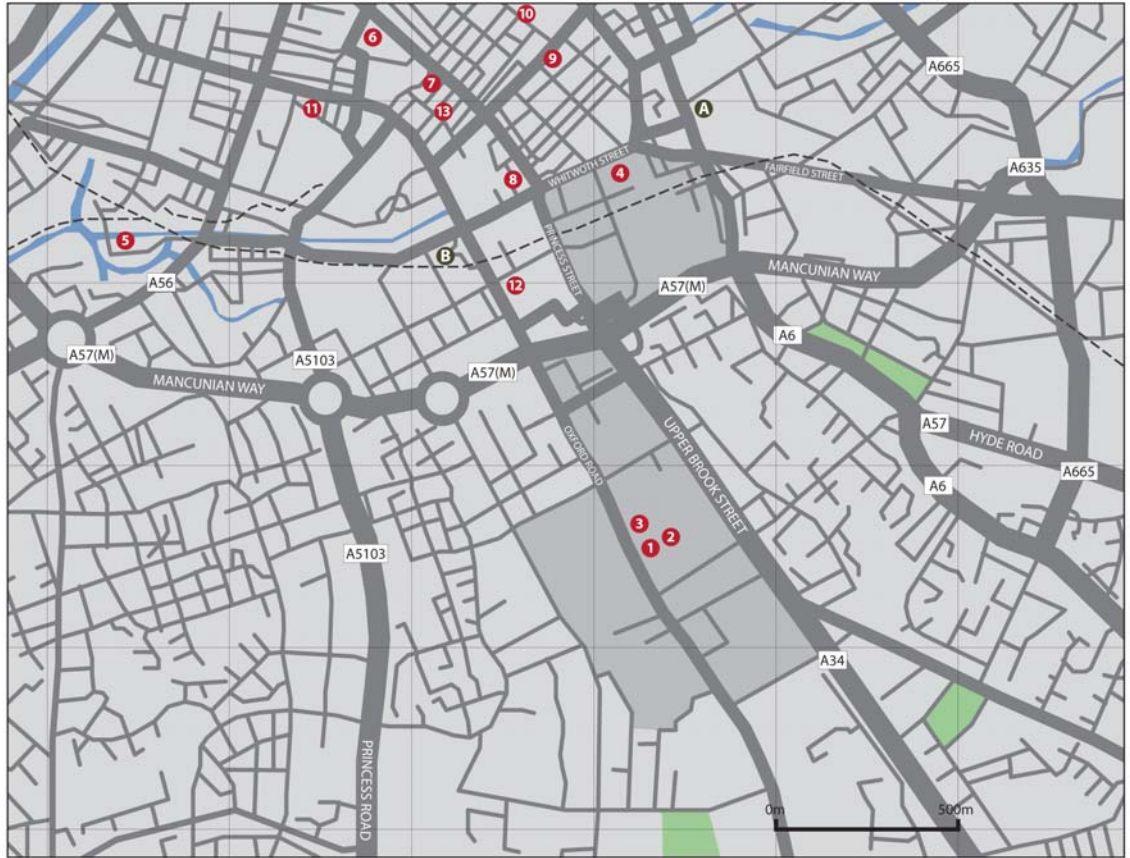 10
6
9
A665
7
11
13
A
WHITWOTH STREET
4
FAIRFIELD STREET
A635
8
5
PRINCESS STREET
B
MANCUNIAN WAY
A56
12
A57(M)
A6
A57(M)
A5103
A57(M)
MANCUNIAN WAY
A57
HYDE ROAD
OXFORD ROAD
UPPER BROOK STREET
A665
A6
3
2
1
A5103
A34
PRINCESS ROAD
0m
500m